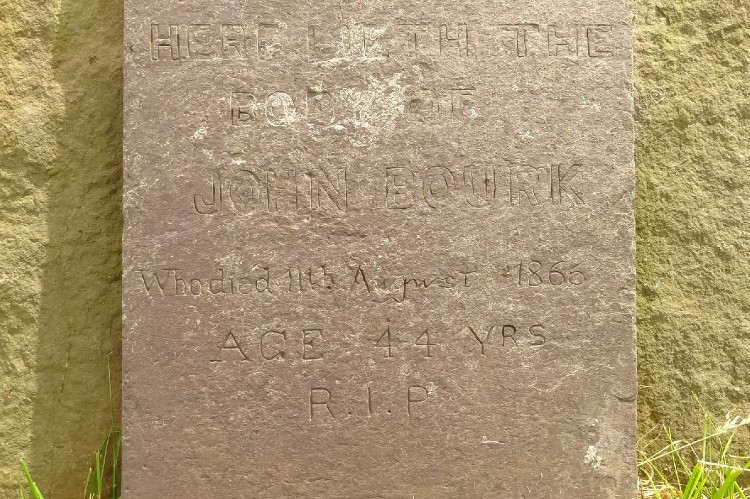 HERE LIETH THE
BODY OF
JOHN BOURK
Who died 11th August 1866
AGE 44 YRS
R.I.P